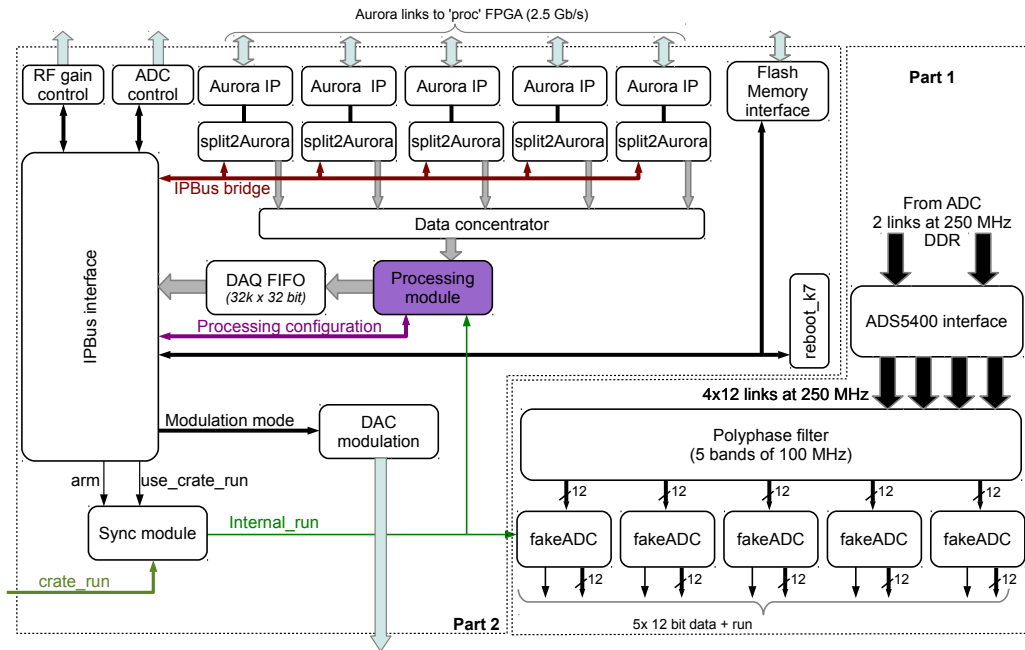 Aurora links to 'proc' FPGA (2.5 Gb/s)
RF gain
control
ADC
control
Aurora IP
Aurora IP
Aurora IP
Aurora IP
Aurora IP
Flash
Memory
interface
Part 1
split2Aurora
split2Aurora
split2Aurora
split2Aurora
split2Aurora
IPBus bridge
From ADC
2 links at 250 MHz
DDR
Data concentrator
IPBus interface
DAQ FIFO
(32k x 32 bit)
Processing
module
reboot_k7
ADS5400 interface
Processing configuration
4x12 links at 250 MHz
Modulation mode
DAC
modulation
Polyphase filter
(5 bands of 100 MHz)
arm
use_crate_run
12
12
12
12
12
Sync module
Internal_run
fakeADC
fakeADC
fakeADC
fakeADC
fakeADC
crate_run
12
12
12
12
12
Part 2
5x 12 bit data + run